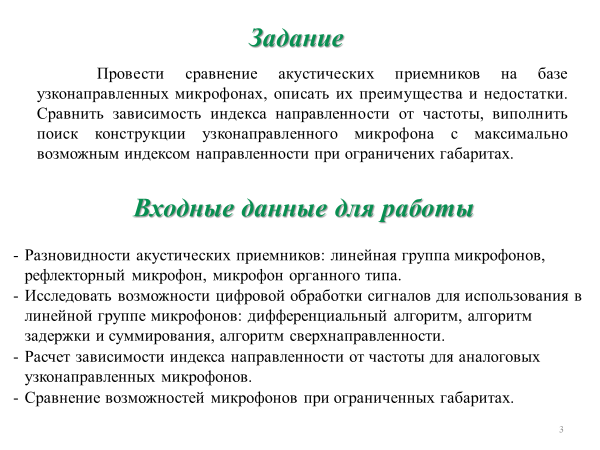 Задание
Провести сравнение акустических приемников на базе
узконаправленных микрофонах, описать их преимущества и недостатки.
Сравнить зависимость индекса направленности от частоты, виполнить
поиск конструкции узконаправленного микрофона с максимально
возможным индексом направленности при ограничених габаритах.
Входные данные для работы
- Разновидности акустических приемников: линейная группа микрофонов,
рефлекторный микрофон, микрофон органного типа.
- Исследовать возможности цифровой обработки сигналов для использования в
линейной группе микрофонов: дифференциальный алгоритм, алгоритм
задержки и суммирования, алгоритм сверхнаправленности.
- Расчет зависимости индекса направленности от частоты для аналоговых
узконаправленных микрофонов.
- Сравнение возможностей микрофонов при ограниченных габаритах.
3